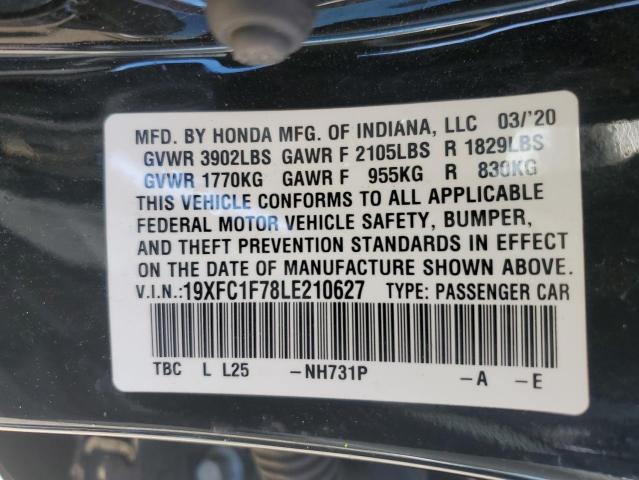 MFD. BY HONDA MFG. OF INDIANA, LLC 03/'20
GVWR 3902LBS GAWR F 2105LBS R 1829LBS
GVWR 1770KG GAWR F 955KG R 830KG
THIS VEHICLE CONFORMS TO ALL APPLICABLE
FEDERAL MOTOR VEHICLE SAFETY, BUMPER,
AND THEFT PREVENTION STANDARDS IN EFFECT
ON THE DATE OF MANUFACTURE SHOWN ABOVE.
V.I.N.:19XFC1F78LE210627 TYPE: PASSENGER CAR
TBC L L25 -NH731P -A -E